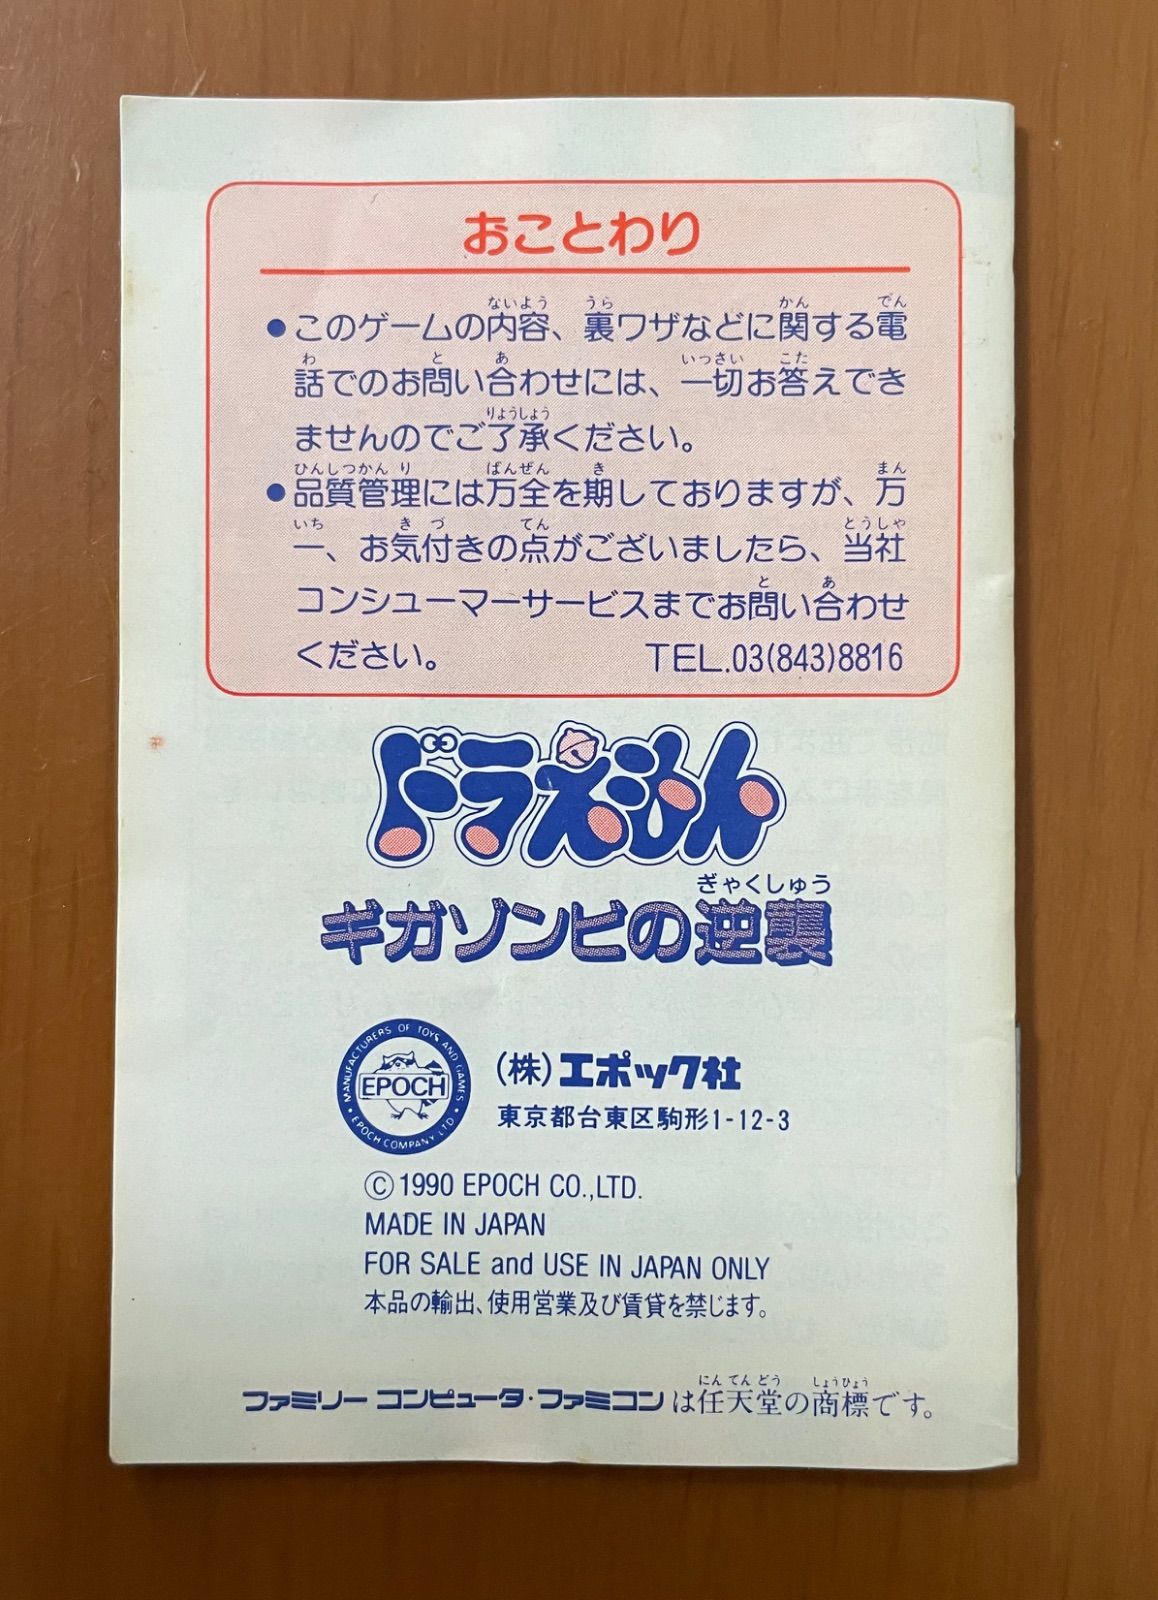 おことわり
●このゲームの内容、裏ワザなどに関する電
話でのお問い合わせには、一切お答えでき
ませんのでご了承ください。
●品質管理には万全を期しておりますが、万
一、お気付きの点がございましたら、当社
コンシューマーサービスまでお問い合わせ
ください。 TEL.03(843)8816
ドラえもん
ぎゃくしゅう
ギガゾンビの逆襲
MANUFACTURERS OF TOYS AND GAMES
EPOCH
EPOCH COMPANY LTD.
(株)エポック社
東京都台東区駒形1-12-3
©1990 EPOCH CO.,LTD.
MADE IN JAPAN
FOR SALE and USE IN JAPAN ONLY
本品の輸出、使用営業及び賃貸を禁じます。
ファミリーコンピュータ・ファミコンは任天堂の商標です。